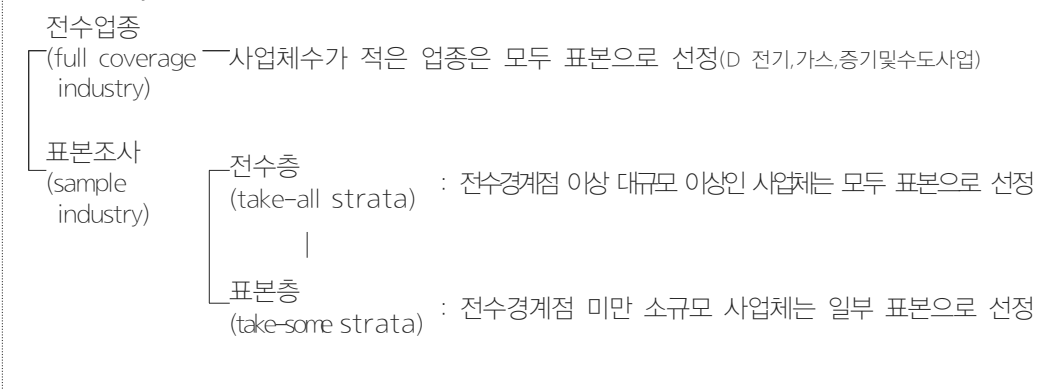 전수업종
(full coverage 사업체수가 적은 업종은 모두 표본으로 선정(D 전기,가스,증기및수도사업)
industry)
표본조사
(sample
industry)
전수층
(take-all strata) : 전수경계점 이상 대규모 이상인 사업체는 모두 표본으로 선정
표본층
(take-some strata) : 전수경계점 미만 소규모 사업체는 일부 표본으로 선정